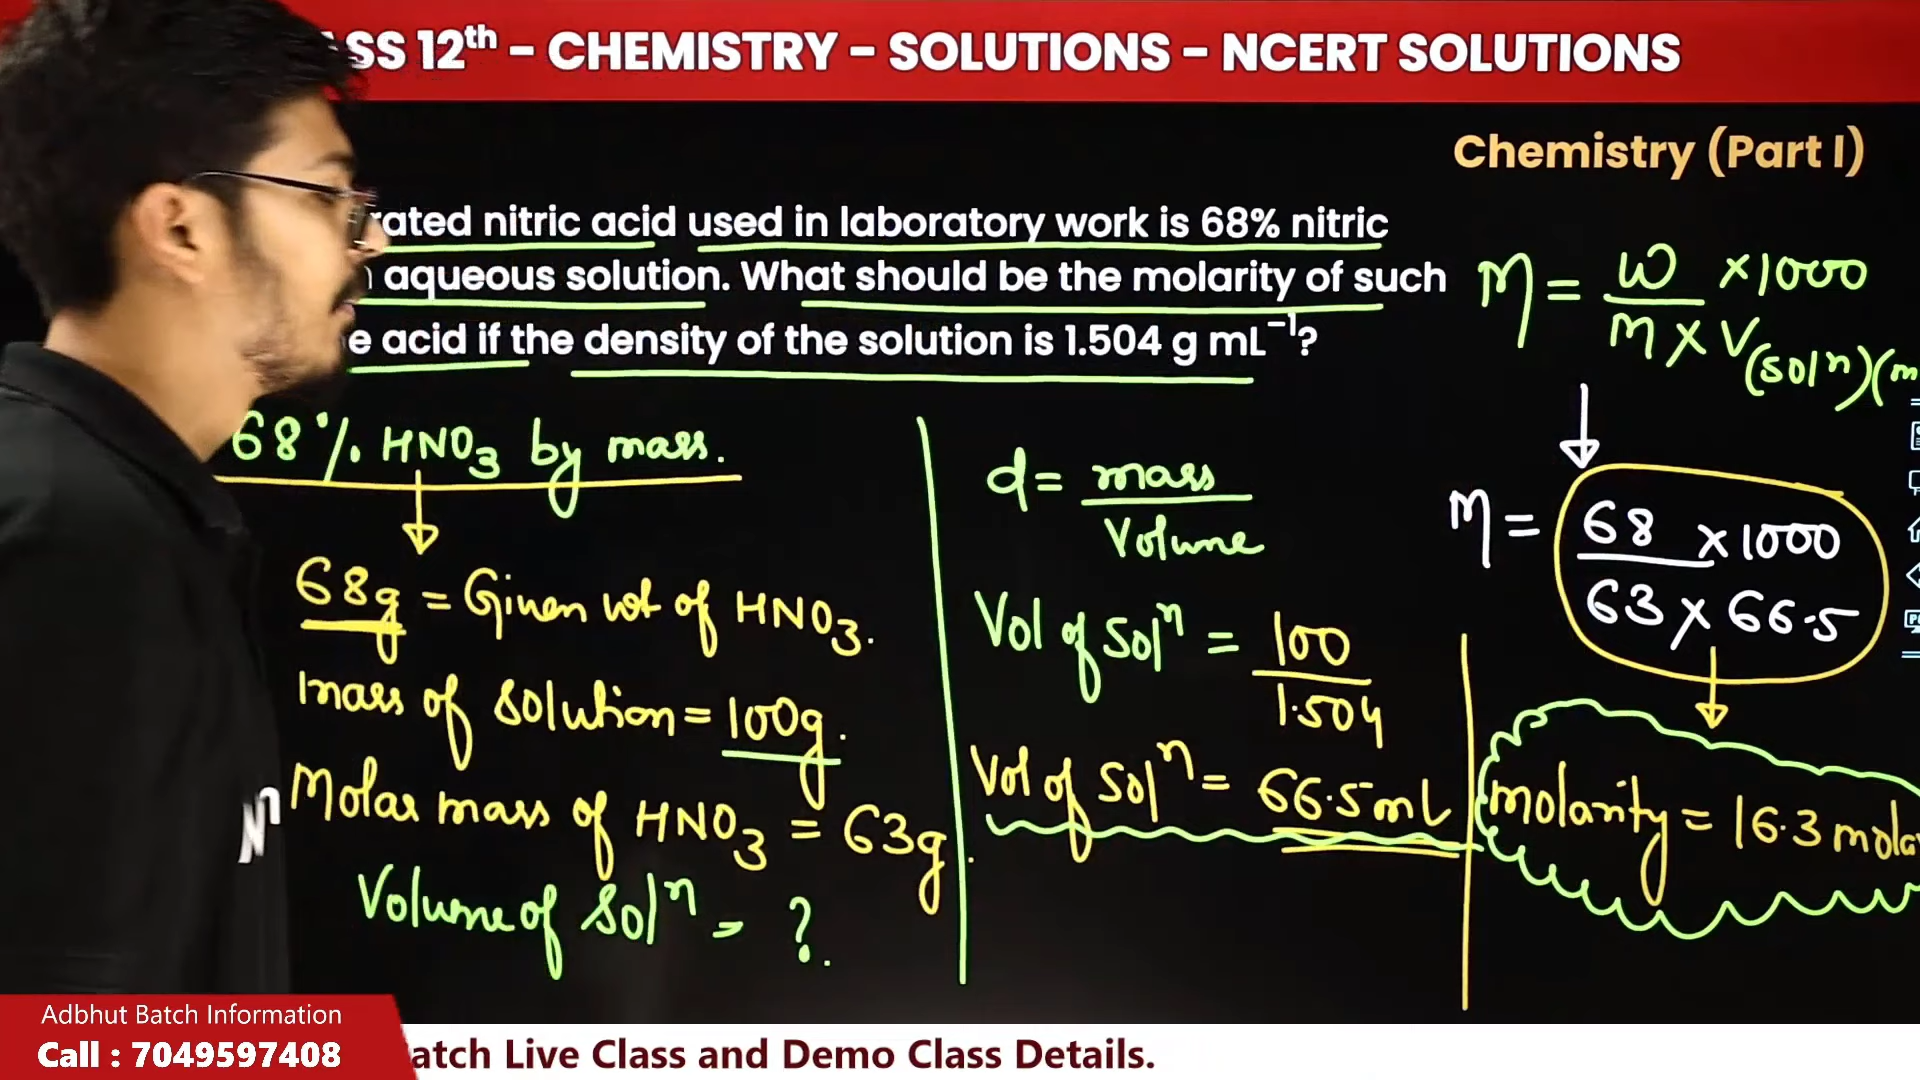 SS 12th – CHEMISTRY – SOLUTIONS – NCERT SOLUTIONS
Chemistry (Part I)
rated nitric acid used in laboratory work is 68% nitric
aqueous solution. What should be the molarity of such
e acid if the density of the solution is 1.504 g mL⁻¹?
M = w ×1000
M × V(solⁿ)(m
68% HNO₃ by mass.
68g = Given wt of HNO₃.
mass of solution = 100g.
Molar mass of HNO₃ = 63g.
Volume of Solⁿ = ?
d = mass
Volume
Vol of Solⁿ = 100
1.504
Vol of Solⁿ = 66.5 mL
M = 68 × 1000
63 × 66.5
molarity = 16.3 mola
Adbhut Batch Information
Call : 7049597408
atch Live Class and Demo Class Details.